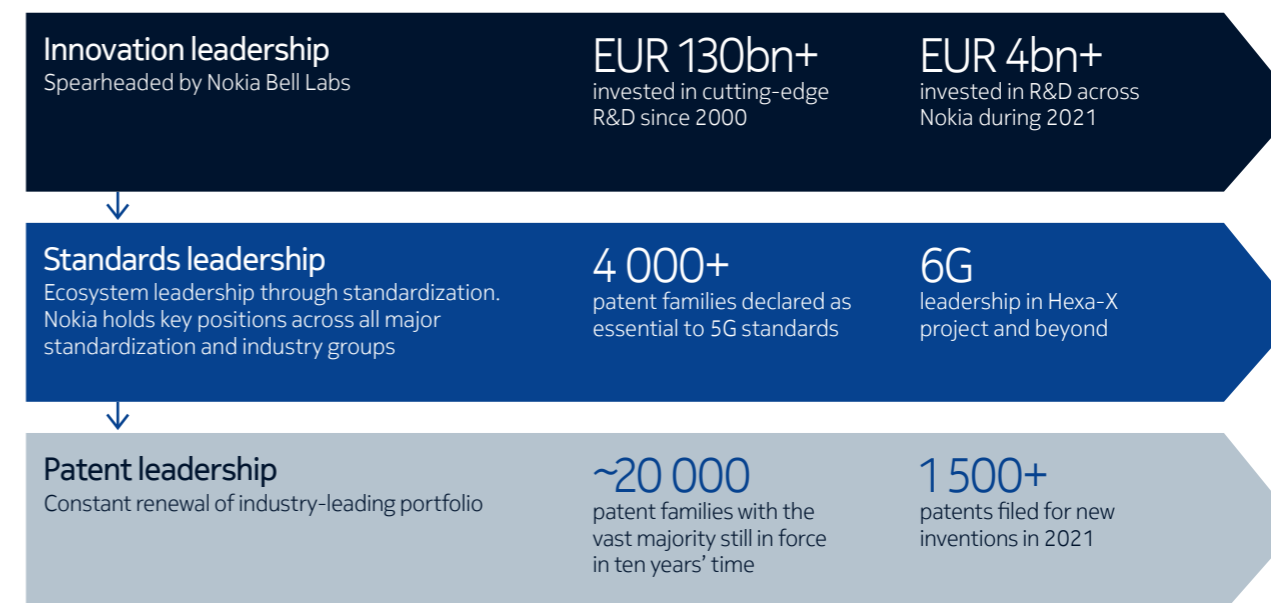 Innovation leadership
Spearheaded by Nokia Bell Labs
EUR 130bn+
invested in cutting-edge
R&D since 2000
EUR 4bn+
invested in R&D across
Nokia during 2021
Standards leadership
Ecosystem leadership through standardization.
Nokia holds key positions across all major
standardization and industry groups
4 000+
patent families declared as
essential to 5G standards
6G
leadership in Hexa-X
project and beyond
Patent leadership
Constant renewal of industry-leading portfolio
~20 000
patent families with the
vast majority still in force
in ten years’ time
1 500+
patents filed for new
inventions in 2021